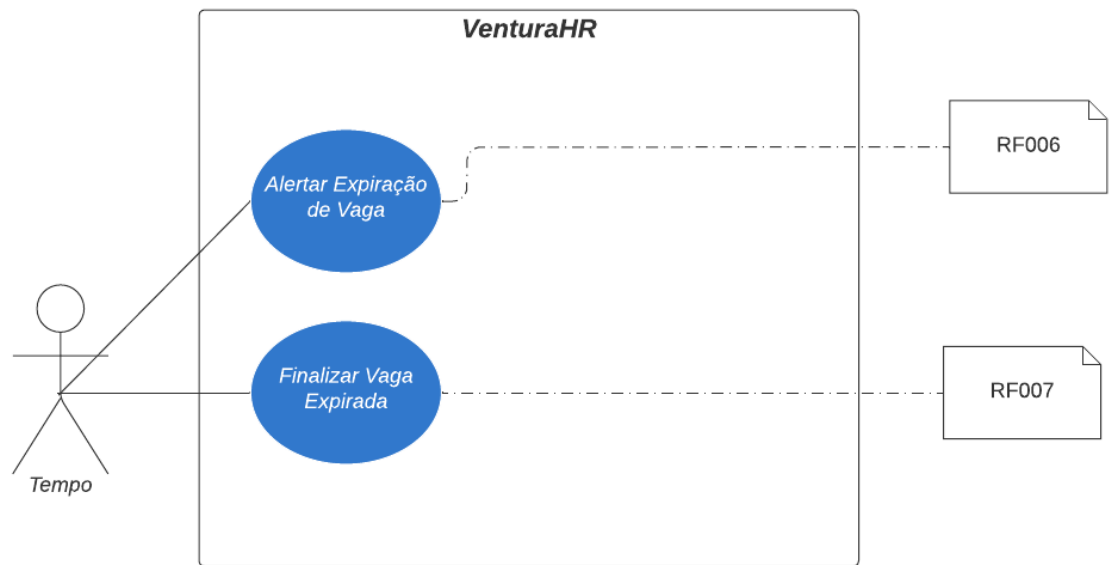 VenturaHR
Alertar Expiração
de Vaga
RF006
Finalizar Vaga
Expirada
RF007
Tempo